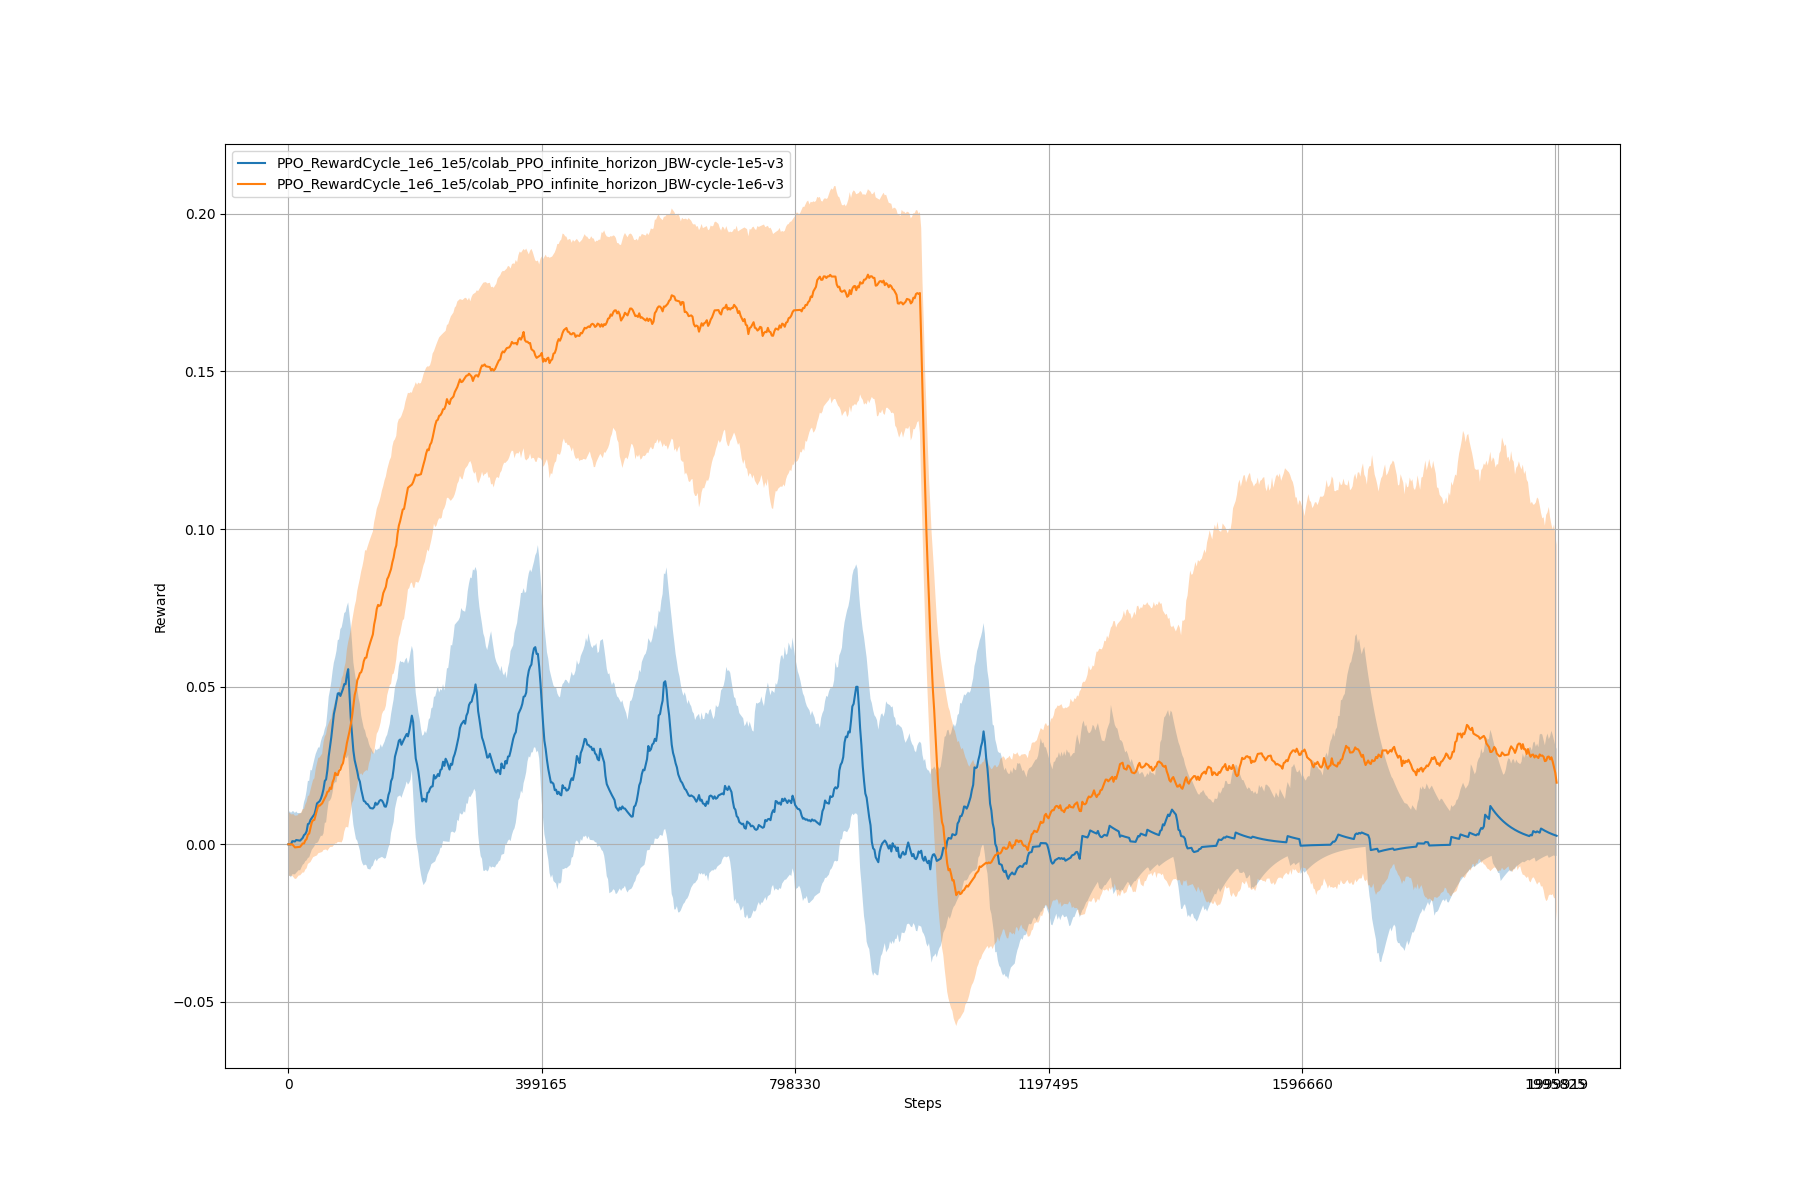 PPO_RewardCycle_1e6_1e5/colab_PPO_infinite_horizon_JBW-cycle-1e5-v3
PPO_RewardCycle_1e6_1e5/colab_PPO_infinite_horizon_JBW-cycle-1e6-v3
0.20
0.15
0.10
0.05
0.00
−0.05
Reward
0 399165 798330 1197495 1596660
Steps